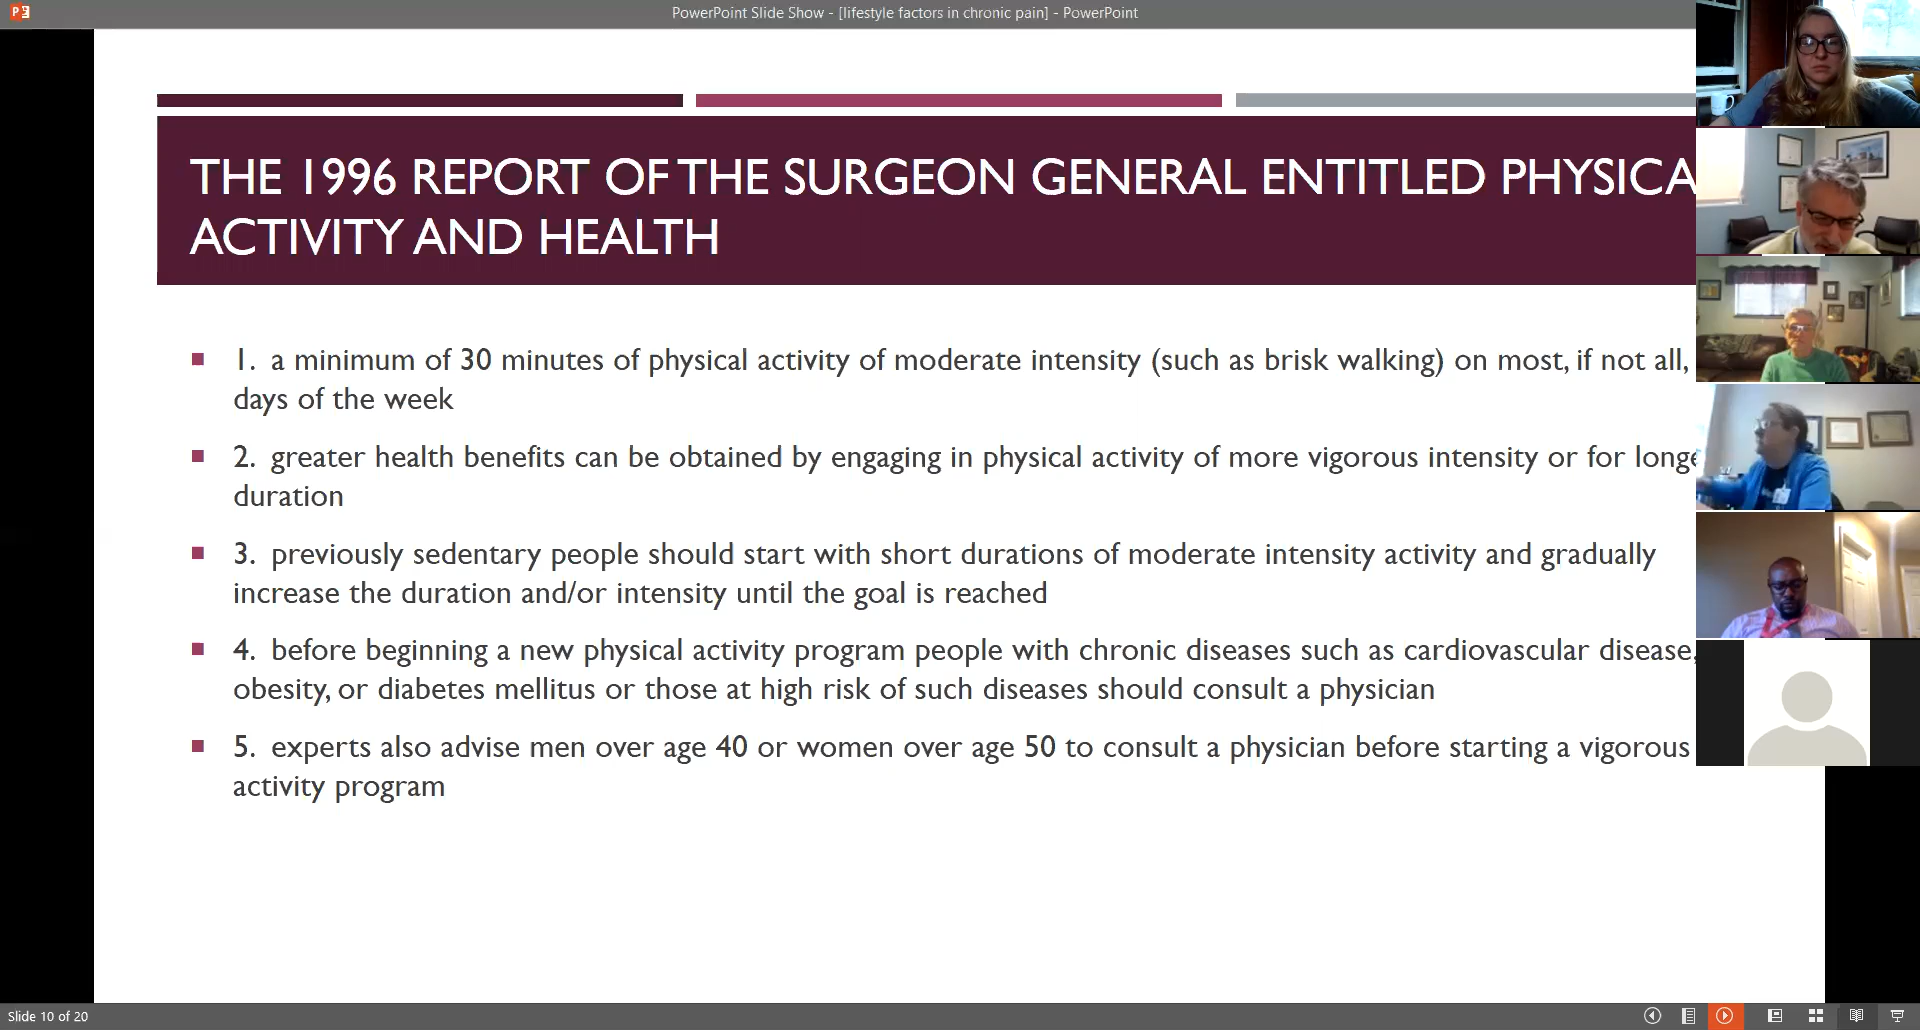 PowerPoint Slide Show - [lifestyle factors in chronic pain] - PowerPoint
THE 1996 REPORT OF THE SURGEON GENERAL ENTITLED PHYSICA
ACTIVITY AND HEALTH
1. a minimum of 30 minutes of physical activity of moderate intensity (such as brisk walking) on most, if not all,
days of the week
2. greater health benefits can be obtained by engaging in physical activity of more vigorous intensity or for longe
duration
3. previously sedentary people should start with short durations of moderate intensity activity and gradually
increase the duration and/or intensity until the goal is reached
4. before beginning a new physical activity program people with chronic diseases such as cardiovascular disease,
obesity, or diabetes mellitus or those at high risk of such diseases should consult a physician
5. experts also advise men over age 40 or women over age 50 to consult a physician before starting a vigorous
activity program
Slide 10 of 20